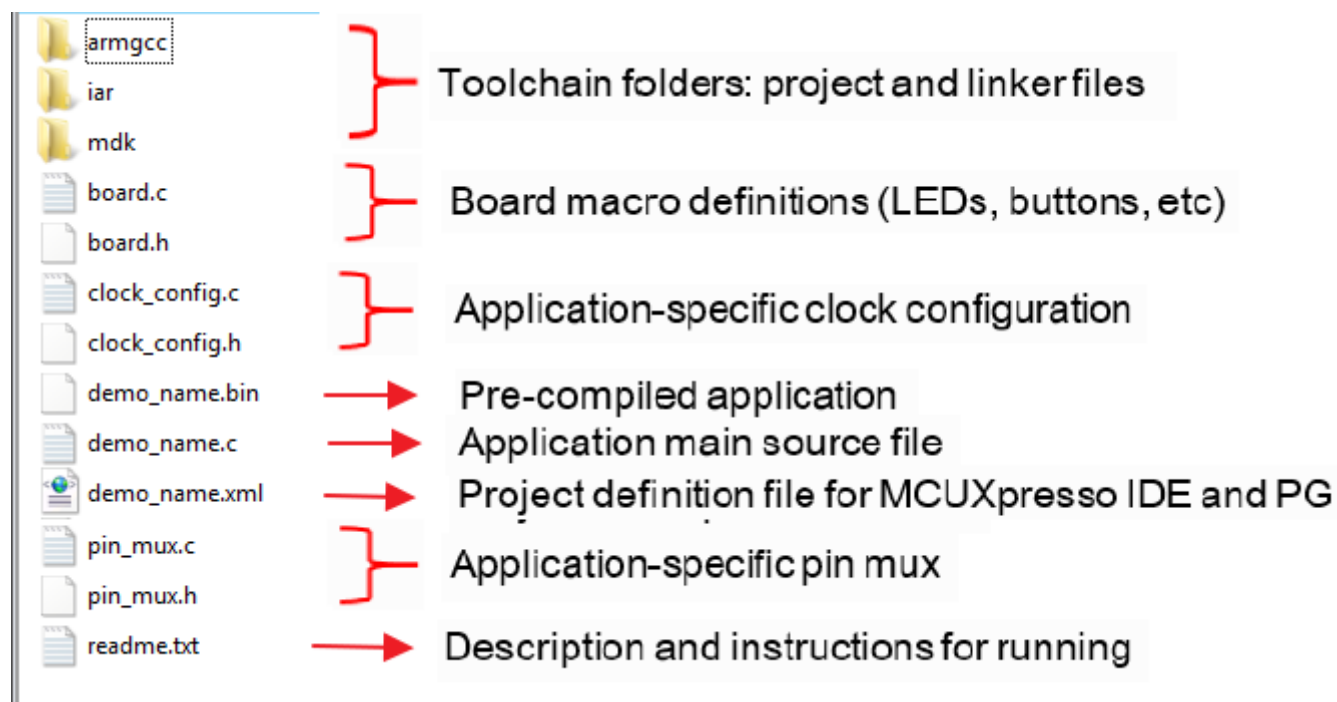 armgcc
iar
Toolchain folders: project and linker files
mdk
board.c
Board macro definitions (LEDs, buttons, etc)
board.h
clock_config.c
Application-specific clock configuration
clock_config.h
demo_name.bin Pre-compiled application
demo_name.c Application main source file
demo_name.xml Project definition file for MCUXpresso IDE and PG
pin_mux.c
Application-specific pin mux
pin_mux.h
readme.txt Description and instructions for running